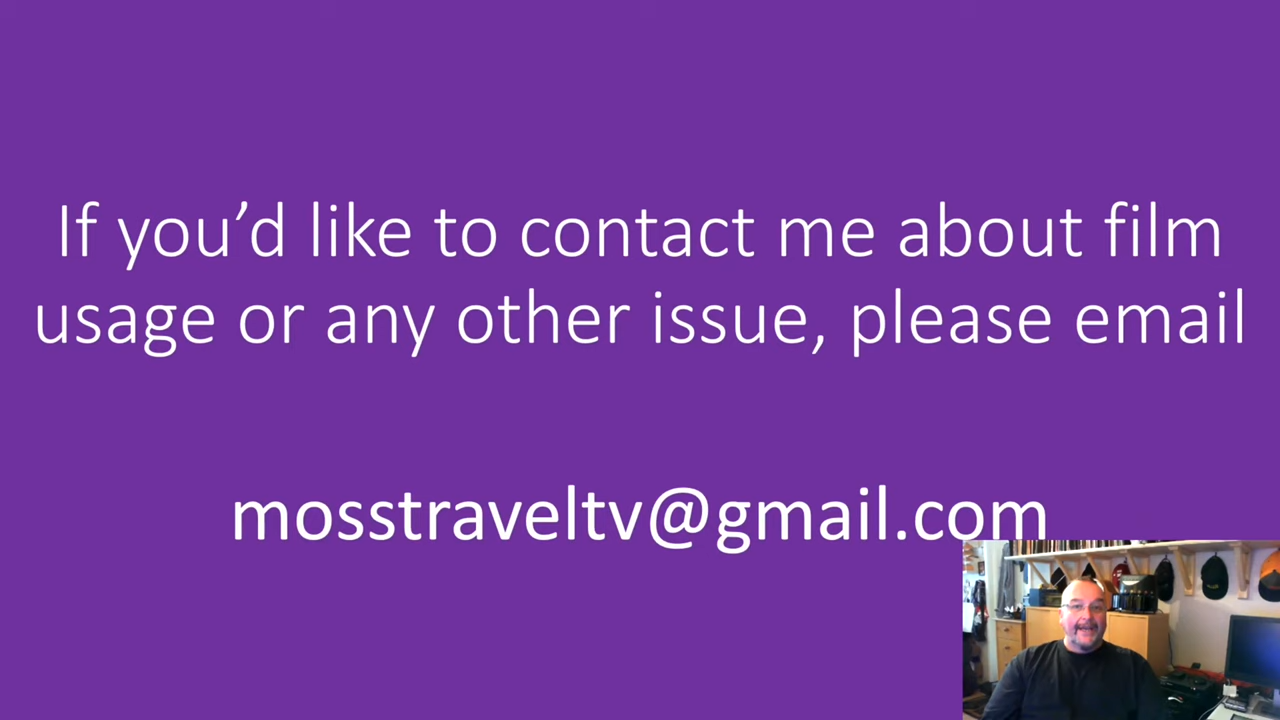 If you’d like to contact me about film
usage or any other issue, please email
mosstraveltv@gmail.com